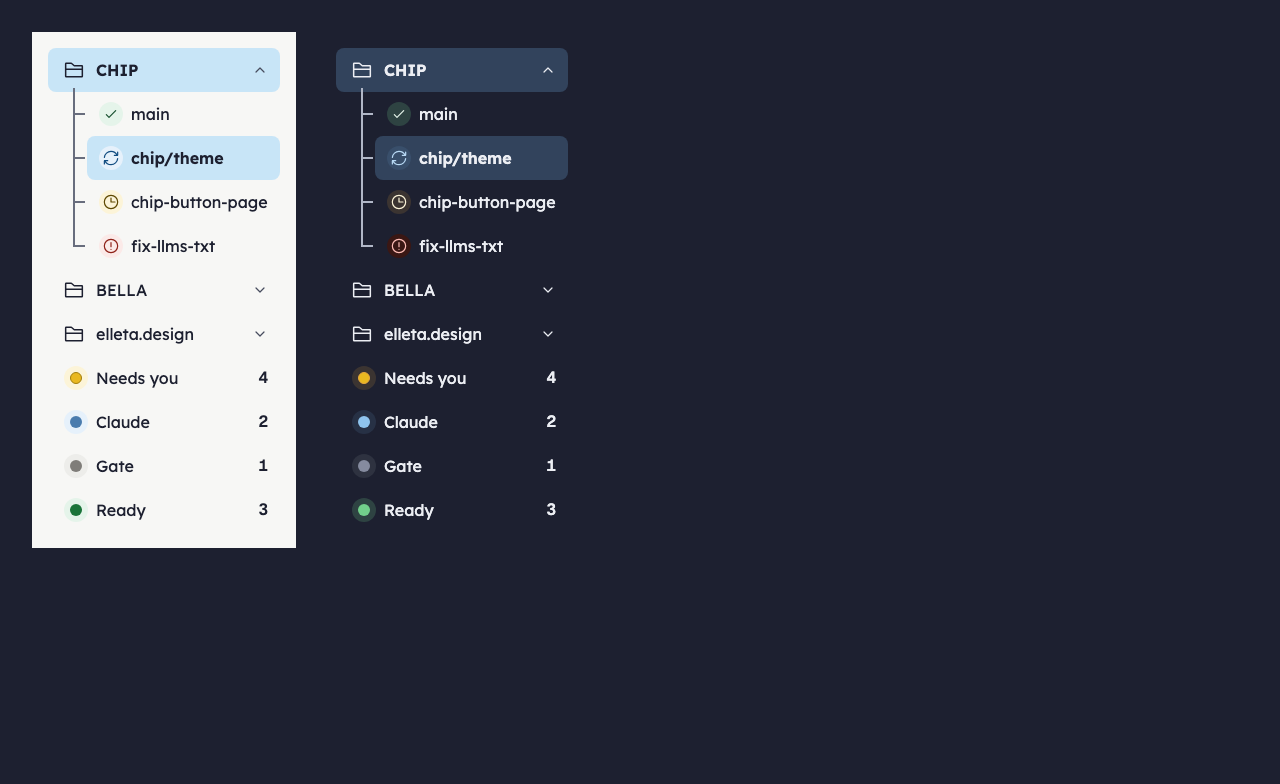 CHIP
main
chip/theme
chip-button-page
fix-llms-txt
BELLA
elleta.design
Needs you 4
Claude 2
Gate 1
Ready 3
CHIP
main
chip/theme
chip-button-page
fix-llms-txt
BELLA
elleta.design
Needs you 4
Claude 2
Gate 1
Ready 3